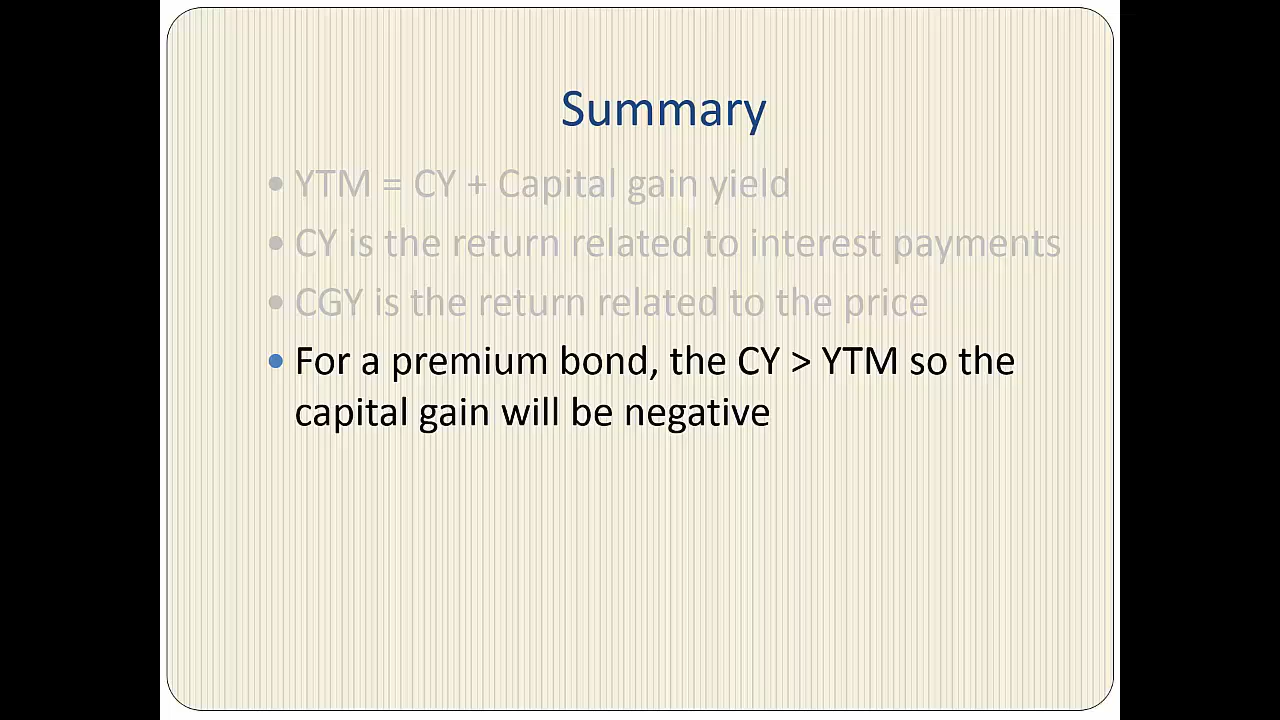 Summary
• YTM = CY + Capital gain yield
• CY is the return related to interest payments
• CGY is the return related to the price
• For a premium bond, the CY > YTM so the
capital gain will be negative